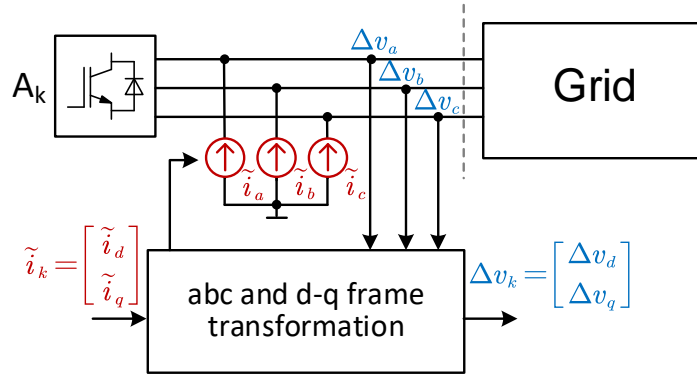 Δv_a
Δv_b
Δv_c
A_k
Grid
ĩ_a
ĩ_b
ĩ_c
ĩ_k=[ĩ_d
ĩ_q]
abc and d-q frame
transformation
Δv_k=[Δv_d
Δv_q]